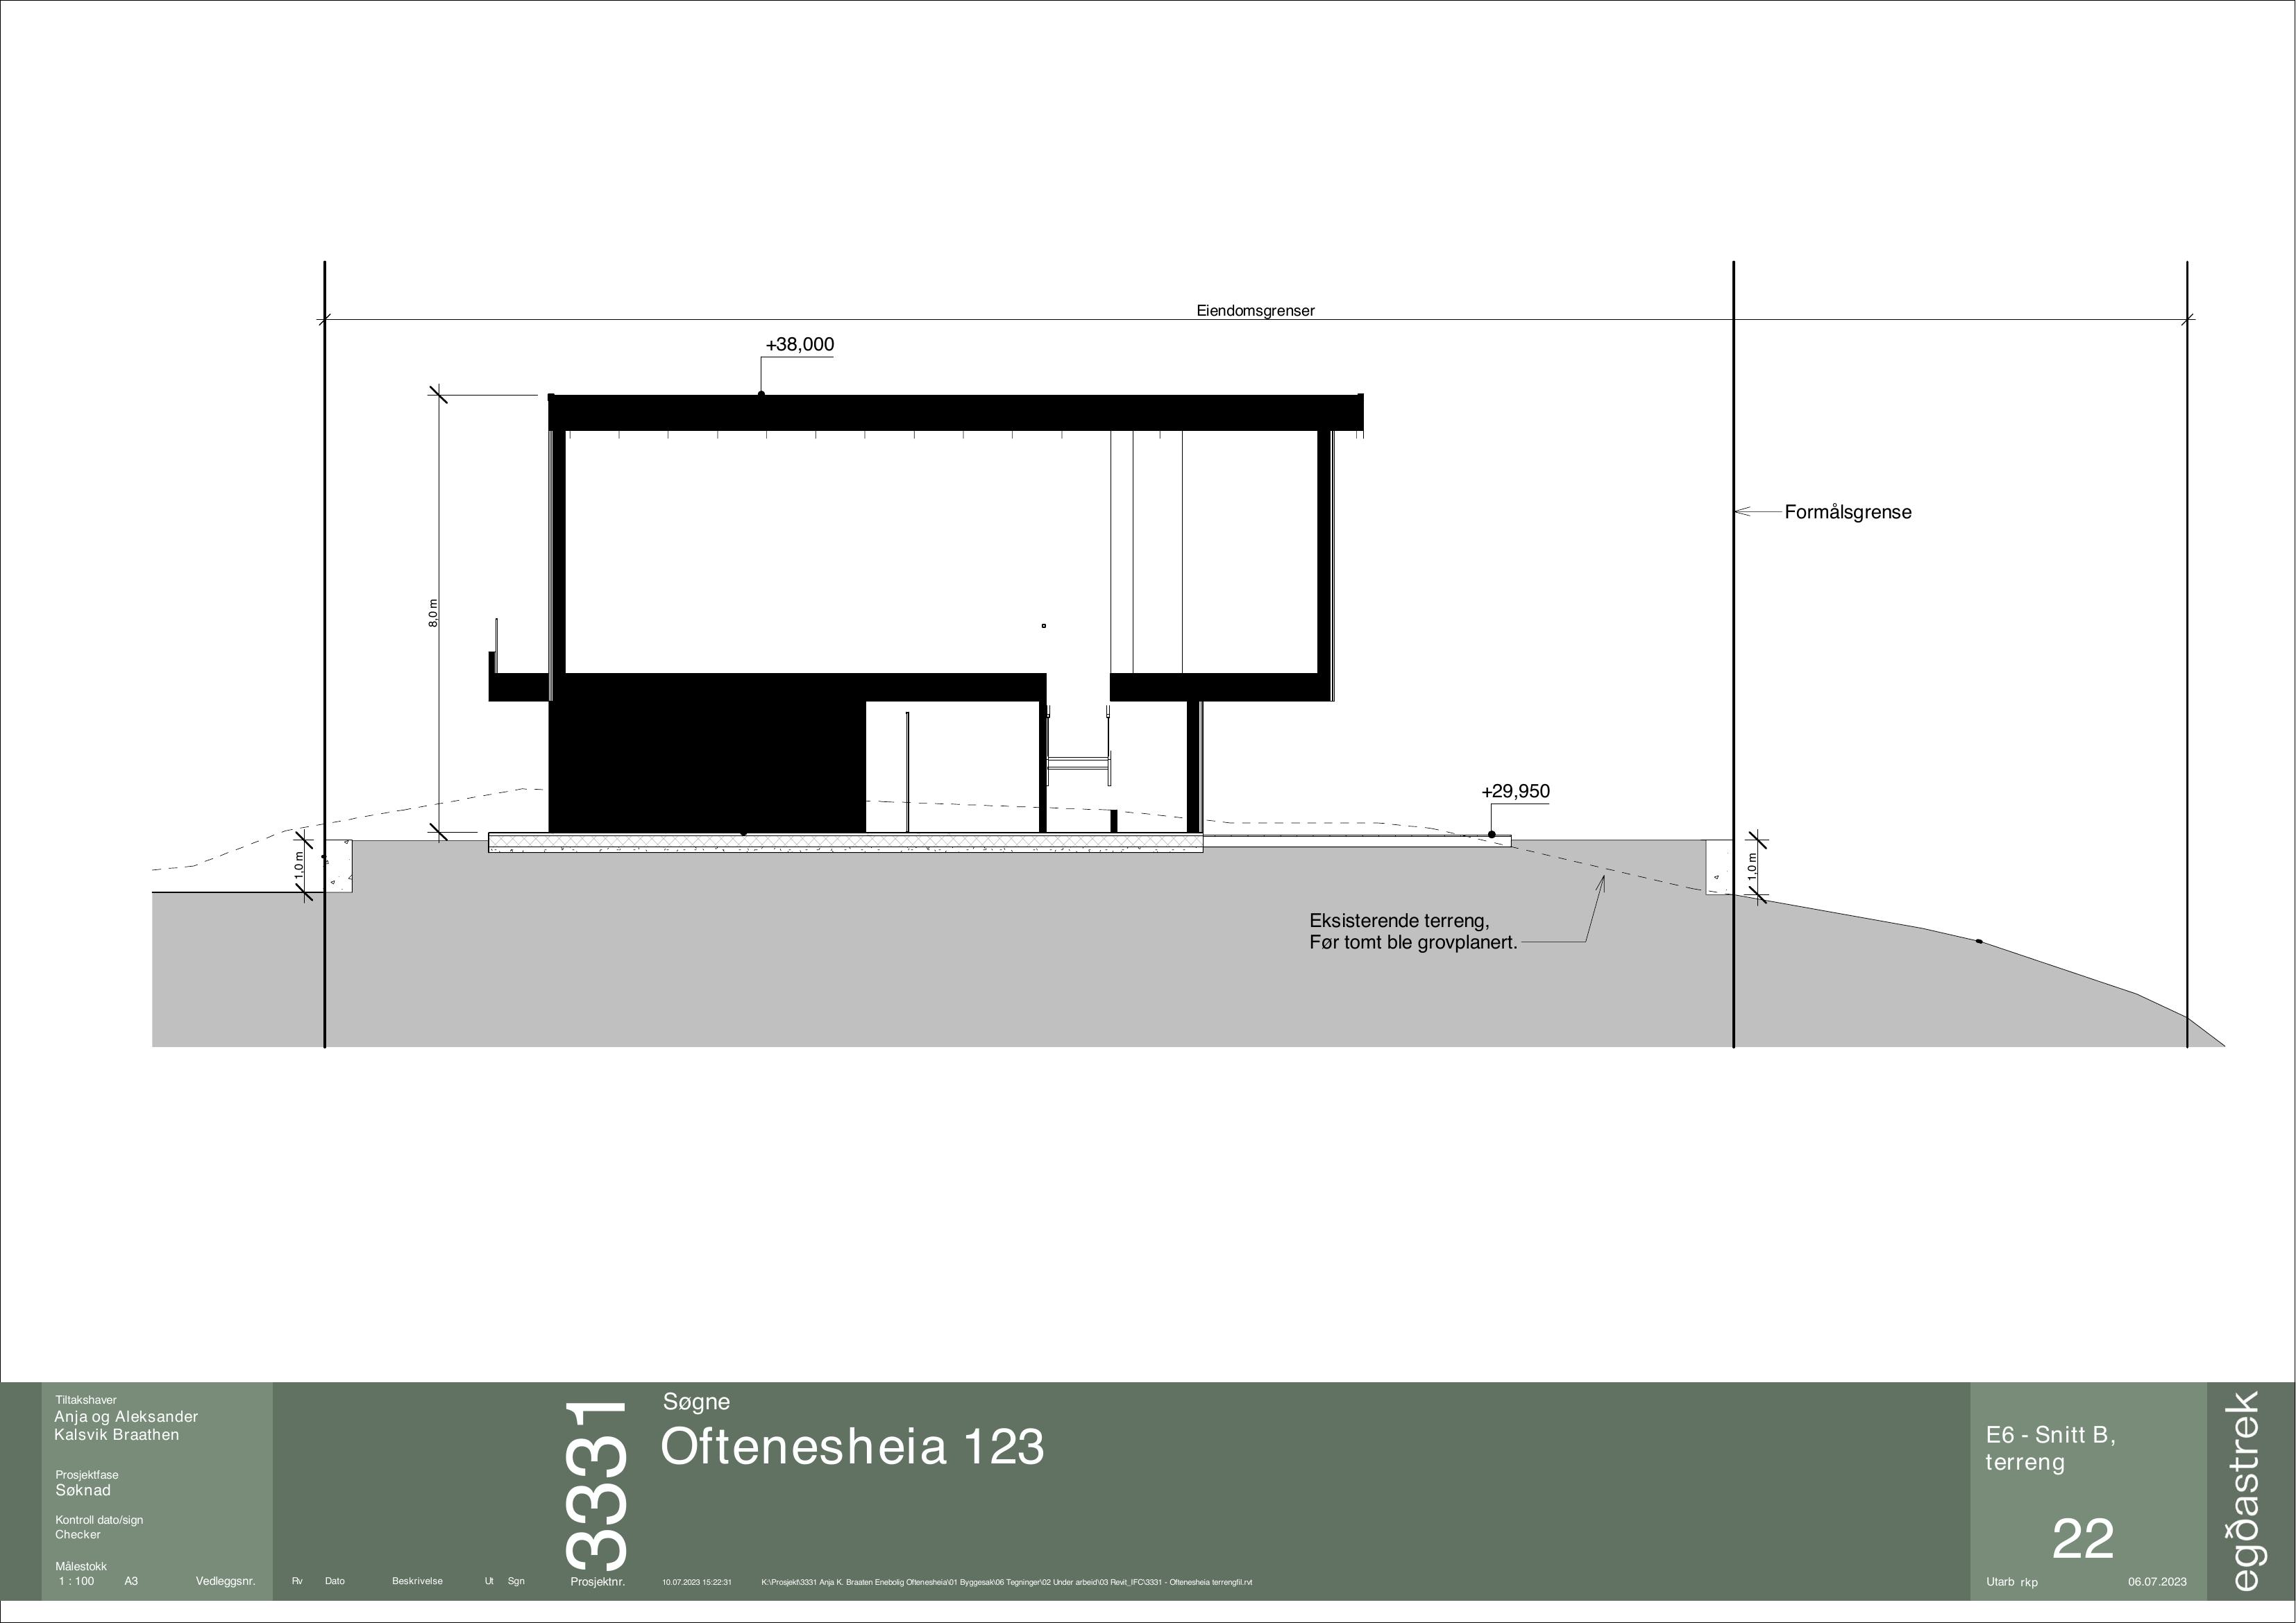 Eiendomsgrenser
+38,000
Formålsgrense
8,0 m
+29,950
1,0 m
1,0 m
Eksisterende terreng,
Før tomt ble grovplanert.
Tiltakshaver
Anja og Aleksander
Kalsvik Braathen
Prosjektfase
Søknad
Kontroll dato/sign
Checker
Målestokk
1 : 100 A3 Vedleggsnr.
Rv Dato Beskrivelse Ut Sgn
3331
Prosjektnr.
Søgne
Oftenesheia 123
10.07.2023 15:22:31 K:\Prosjekt\3331 Anja K. Braaten Enebolig Oftenesheia\01 Byggesak\06 Tegninger\02 Under arbeid\03 Revit_IFC\3331 - Oftenesheia terrengfil.rvt
E6 - Snitt B,
terreng
22
Utarb rkp 06.07.2023
egðastrek